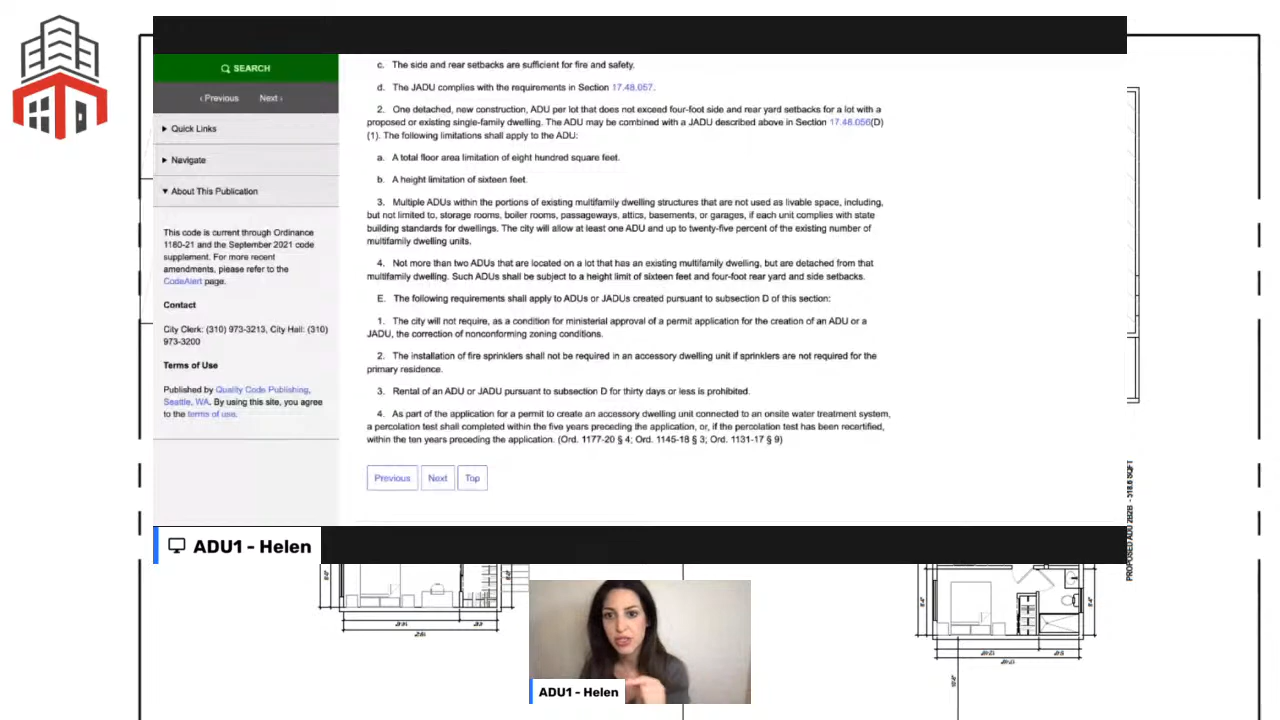 SEARCH
‹ Previous Next ›
Quick Links
Navigate
About This Publication
This code is current through Ordinance
1180-21 and the September 2021 code
supplement. For more recent
amendments, please refer to the
CodeAlert page.
Contact
City Clerk: (310) 973-3213, City Hall: (310)
973-3200
Terms of Use
Published by Quality Code Publishing,
Seattle, WA. By using this site, you agree
to the terms of use.
c. The side and rear setbacks are sufficient for fire and safety.
d. The JADU complies with the requirements in Section 17.48.057.
2. One detached, new construction, ADU per lot that does not exceed four-foot side and rear yard setbacks for a lot with a
proposed or existing single-family dwelling. The ADU may be combined with a JADU described above in Section 17.48.056(D)
(1). The following limitations shall apply to the ADU:
a. A total floor area limitation of eight hundred square feet.
b. A height limitation of sixteen feet.
3. Multiple ADUs within the portions of existing multifamily dwelling structures that are not used as livable space, including,
but not limited to, storage rooms, boiler rooms, passageways, attics, basements, or garages, if each unit complies with state
building standards for dwellings. The city will allow at least one ADU and up to twenty-five percent of the existing number of
multifamily dwelling units.
4. Not more than two ADUs that are located on a lot that has an existing multifamily dwelling, but are detached from that
multifamily dwelling. Such ADUs shall be subject to a height limit of sixteen feet and four-foot rear yard and side setbacks.
E. The following requirements shall apply to ADUs or JADUs created pursuant to subsection D of this section:
1. The city will not require, as a condition for ministerial approval of a permit application for the creation of an ADU or a
JADU, the correction of nonconforming zoning conditions.
2. The installation of fire sprinklers shall not be required in an accessory dwelling unit if sprinklers are not required for the
primary residence.
3. Rental of an ADU or JADU pursuant to subsection D for thirty days or less is prohibited.
4. As part of the application for a permit to create an accessory dwelling unit connected to an onsite water treatment system,
a percolation test shall completed within the five years preceding the application, or, if the percolation test has been recertified,
within the ten years preceding the application. (Ord. 1177-20 § 4; Ord. 1145-18 § 3; Ord. 1131-17 § 9)
Previous Next Top
ADU1 - Helen
ADU1 - Helen
PROPOSED ADU 2B2B - 918.6 SQFT